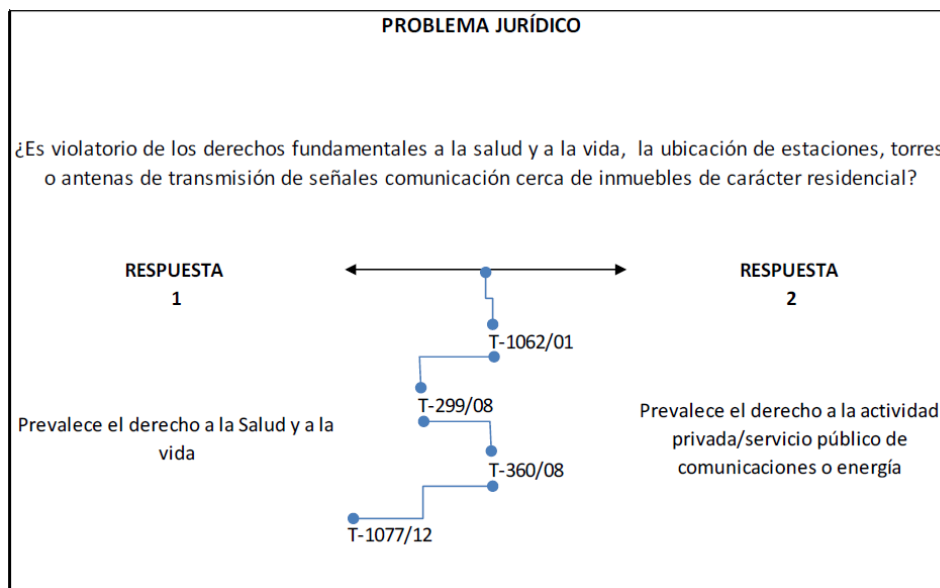 PROBLEMA JURÍDICO
¿Es violatorio de los derechos fundamentales a la salud y a la vida, la ubicación de estaciones, torres
o antenas de transmisión de señales comunicación cerca de inmuebles de carácter residencial?
RESPUESTA
1
RESPUESTA
2
T-1062/01
T-299/08
Prevalece el derecho a la Salud y a la
vida
Prevalece el derecho a la actividad
privada/servicio público de
comunicaciones o energía
T-360/08
T-1077/12